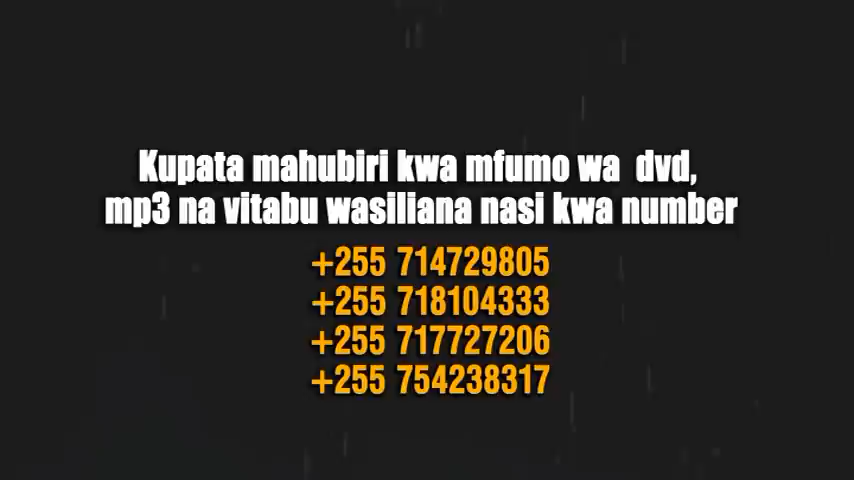 Kupata mahubiri kwa mfumo wa dvd,
mp3 na vitabu wasiliana nasi kwa number
+255 714729805
+255 718104333
+255 717727206
+255 754238317